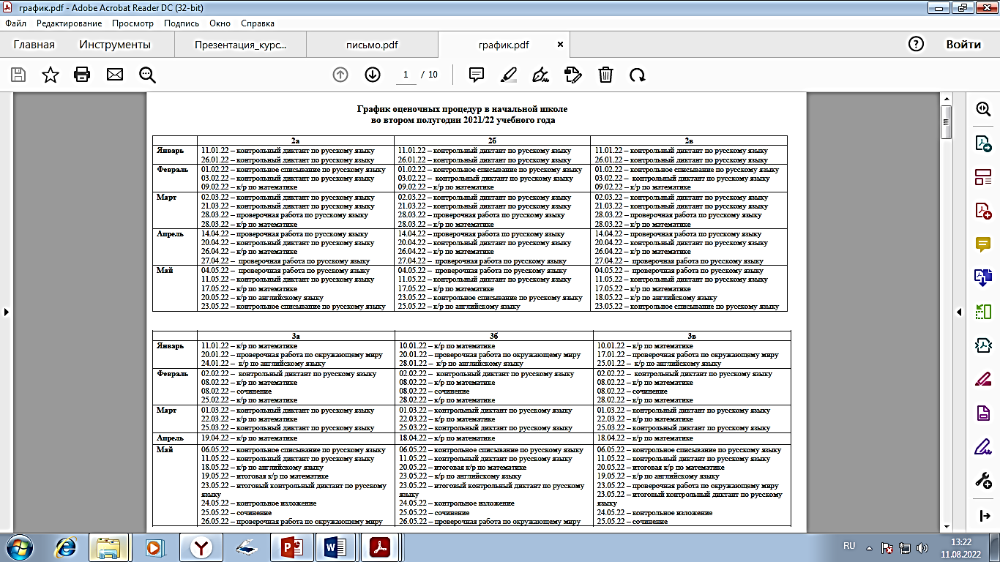 график.pdf - Adobe Acrobat Reader DC (32-bit)
Файл Редактирование Просмотр Подпись Окно Справка
Главная Инструменты Презентация_курс... письмо.pdf график.pdf × Войти
1 / 10
График оценочных процедур в начальной школе
во втором полугодии 2021/22 учебного года
2а 2б 2в
Январь 11.01.22 – контрольный диктант по русскому языку 11.01.22 – контрольный диктант по русскому языку 11.01.22 – контрольный диктант по русскому языку
26.01.22 – контрольный диктант по русскому языку 26.01.22 – контрольный диктант по русскому языку 26.01.22 – контрольный диктант по русскому языку
Февраль 01.02.22 – контрольное списывание по русскому языку 01.02.22 – контрольное списывание по русскому языку 01.02.22 – контрольное списывание по русскому языку
03.02.22 – контрольный диктант по русскому языку 03.02.22 – контрольный диктант по русскому языку 03.02.22 – контрольный диктант по русскому языку
09.02.22 – к/р по математике 09.02.22 – к/р по математике 09.02.22 – к/р по математике
Март 02.03.22 – контрольный диктант по русскому языку 02.03.22 – контрольный диктант по русскому языку 02.03.22 – контрольный диктант по русскому языку
21.03.22 – контрольный диктант по русскому языку 21.03.22 – контрольный диктант по русскому языку 21.03.22 – контрольный диктант по русскому языку
28.03.22 – проверочная работа по русскому языку 28.03.22 – проверочная работа по русскому языку 28.03.22 – проверочная работа по русскому языку
28.03.22 – к/р по математике 28.03.22 – к/р по математике 28.03.22 – к/р по математике
Апрель 14.04.22 – проверочная работа по русскому языку 14.04.22 – проверочная работа по русскому языку 14.04.22 – проверочная работа по русскому языку
20.04.22 – контрольный диктант по русскому языку 20.04.22 – контрольный диктант по русскому языку 20.04.22 – контрольный диктант по русскому языку
26.04.22 – к/р по математике 26.04.22 – к/р по математике 26.04.22 – к/р по математике
27.04.22 – проверочная работа по русскому языку 27.04.22 – проверочная работа по русскому языку 27.04.22 – проверочная работа по русскому языку
Май 04.05.22 – проверочная работа по русскому языку 04.05.22 – проверочная работа по русскому языку 04.05.22 – проверочная работа по русскому языку
11.05.22 – контрольный диктант по русскому языку 11.05.22 – контрольный диктант по русскому языку 11.05.22 – контрольный диктант по русскому языку
17.05.22 – к/р по математике 17.05.22 – к/р по математике 17.05.22 – к/р по математике
20.05.22 – к/р по английскому языку 23.05.22 – контрольное списывание по русскому языку 18.05.22 – к/р по английскому языку
23.05.22 – контрольное списывание по русскому языку 25.05.22 – к/р по английскому языку 23.05.22 – контрольное списывание по русскому языку
3а 3б 3в
Январь 11.01.22 – к/р по математике 10.01.22 – к/р по математике 10.01.22 – к/р по математике
20.01.22 – проверочная работа по окружающему миру 20.01.22 – проверочная работа по окружающему миру 17.01.22 – проверочная работа по окружающему миру
24.01.22 – к/р по английскому языку 28.01.22 – к/р по английскому языку 25.01.22 – к/р по английскому языку
Февраль 02.02.22 – контрольный диктант по русскому языку 02.02.22 – контрольный диктант по русскому языку 02.02.22 – контрольный диктант по русскому языку
08.02.22 – к/р по математике 08.02.22 – к/р по математике 08.02.22 – к/р по математике
08.02.22 – сочинение 08.02.22 – сочинение 08.02.22 – сочинение
25.02.22 – к/р по математике 28.02.22 – к/р по математике 28.02.22 – к/р по математике
Март 01.03.22 – контрольный диктант по русскому языку 01.03.22 – контрольный диктант по русскому языку 01.03.22 – контрольный диктант по русскому языку
22.03.22 – к/р по математике 22.03.22 – к/р по математике 22.03.22 – к/р по математике
25.03.22 – контрольный диктант по русскому языку 25.03.22 – контрольный диктант по русскому языку 25.03.22 – контрольный диктант по русскому языку
Апрель 19.04.22 – к/р по математике 18.04.22 – к/р по математике 18.04.22 – к/р по математике
Май 06.05.22 – контрольное списывание по русскому языку 06.05.22 – контрольное списывание по русскому языку 06.05.22 – контрольное списывание по русскому языку
11.05.22 – контрольный диктант по русскому языку 11.05.22 – контрольный диктант по русскому языку 11.05.22 – контрольный диктант по русскому языку
18.05.22 – к/р по английскому языку 20.05.22 – итоговая к/р по математике 20.05.22 – итоговая к/р по математике
19.05.22 – итоговая к/р по математике 23.05.22 – к/р по английскому языку 19.05.22 – к/р по английскому языку
23.05.22 – итоговый контрольный диктант по русскому 23.05.22 – итоговый контрольный диктант по русскому 23.05.22 – проверочная работа по окружающему миру
языку языку 23.05.22 – итоговый контрольный диктант по русскому
24.05.22 – контрольное изложение 24.05.22 – контрольное изложение языку
25.05.22 – сочинение 25.05.22 – сочинение 24.05.22 – контрольное изложение
26.05.22 – проверочная работа по окружающему миру 26.05.22 – проверочная работа по окружающему миру 25.05.22 – сочинение
RU 13:22
11.08.2022